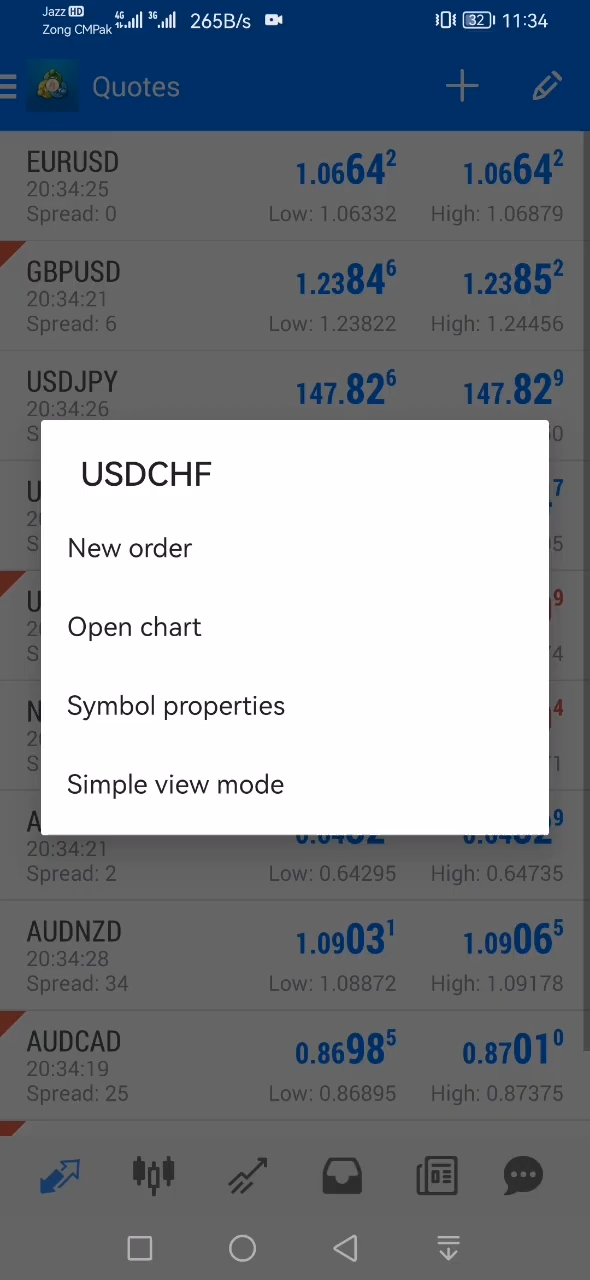 Jazz HD
Zong CMPak 4G 3G 265B/s 32 11:34
Quotes
EURUSD
20:34:25
Spread: 0
1.06642 1.06642
Low: 1.06332 High: 1.06879
GBPUSD
20:34:21
Spread: 6
1.23846 1.23852
Low: 1.23822 High: 1.24456
USDJPY
20:34:26
147.826 147.829
USDCHF
New order
Open chart
Symbol properties
Simple view mode
20:34:21
Spread: 2
Low: 0.64295 High: 0.64735
AUDNZD
20:34:28
Spread: 34
1.09031 1.09065
Low: 1.08872 High: 1.09178
AUDCAD
20:34:19
Spread: 25
0.86985 0.87010
Low: 0.86895 High: 0.87375